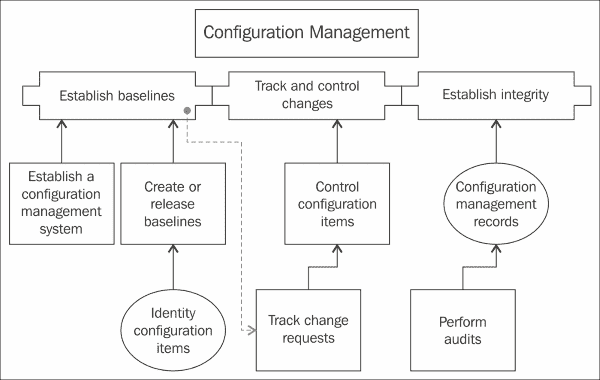 Configuration Management
Establish baselines
Track and control
changes
Establish integrity
Establish a
configuration
management
system
Create or
release
baselines
Control
configuration
items
Configuration
management
records
Identity
configuration
items
Track change
requests
Perform
audits